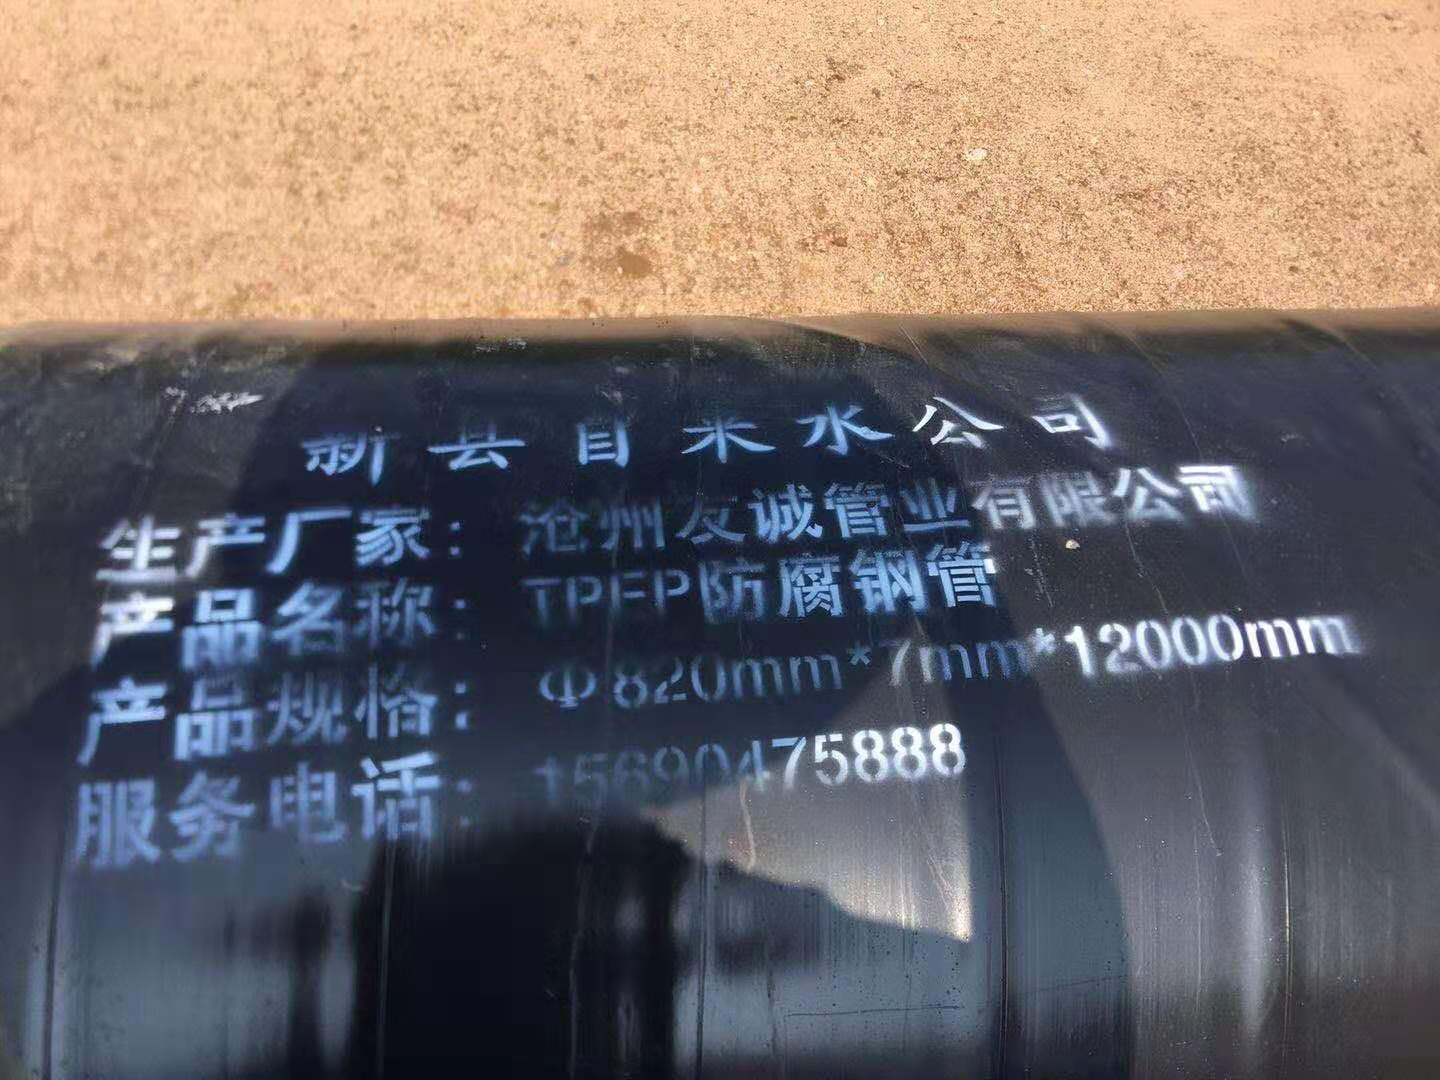 新县自来水公司
生产厂家：沧州友诚管业有限公司
产品名称：TPEP防腐钢管
产品规格：Φ820mm*7mm*12000mm
服务电话：15690475888